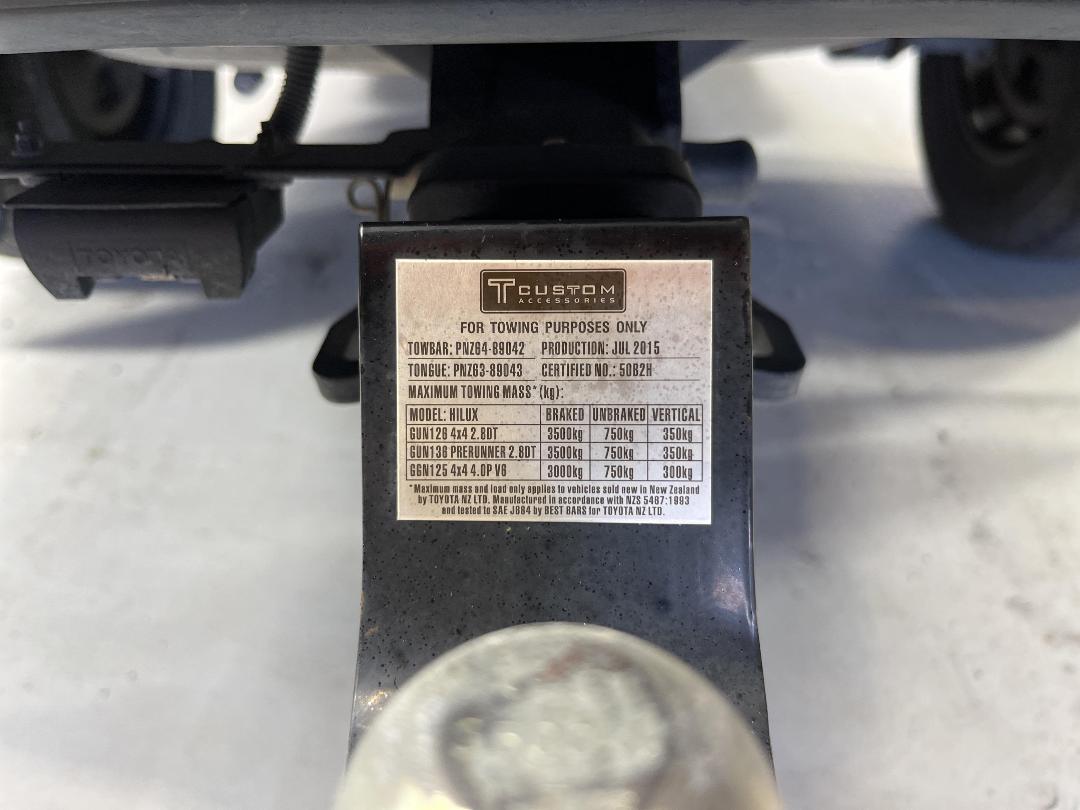 TCUSTOM
ACCESSORIES
FOR TOWING PURPOSES ONLY
TOWBAR: PNZ64-89042 PRODUCTION: JUL 2015
TONGUE: PNZ63-89043 CERTIFIED NO.: 50B2H
MAXIMUM TOWING MASS* (kg):
MODEL: HILUX BRAKED UNBRAKED VERTICAL
GUN126 4x4 2.8DT 3500kg 750kg 350kg
GUN136 PRERUNNER 2.8DT 3500kg 750kg 350kg
GGN125 4x4 4.0P V6 3000kg 750kg 300kg
*Maximum mass and load only applies to vehicles sold new in New Zealand
by TOYOTA NZ LTD. Manufactured in accordance with NZS 5467:1993
and tested to SAE J684 by BEST BARS for TOYOTA NZ LTD.